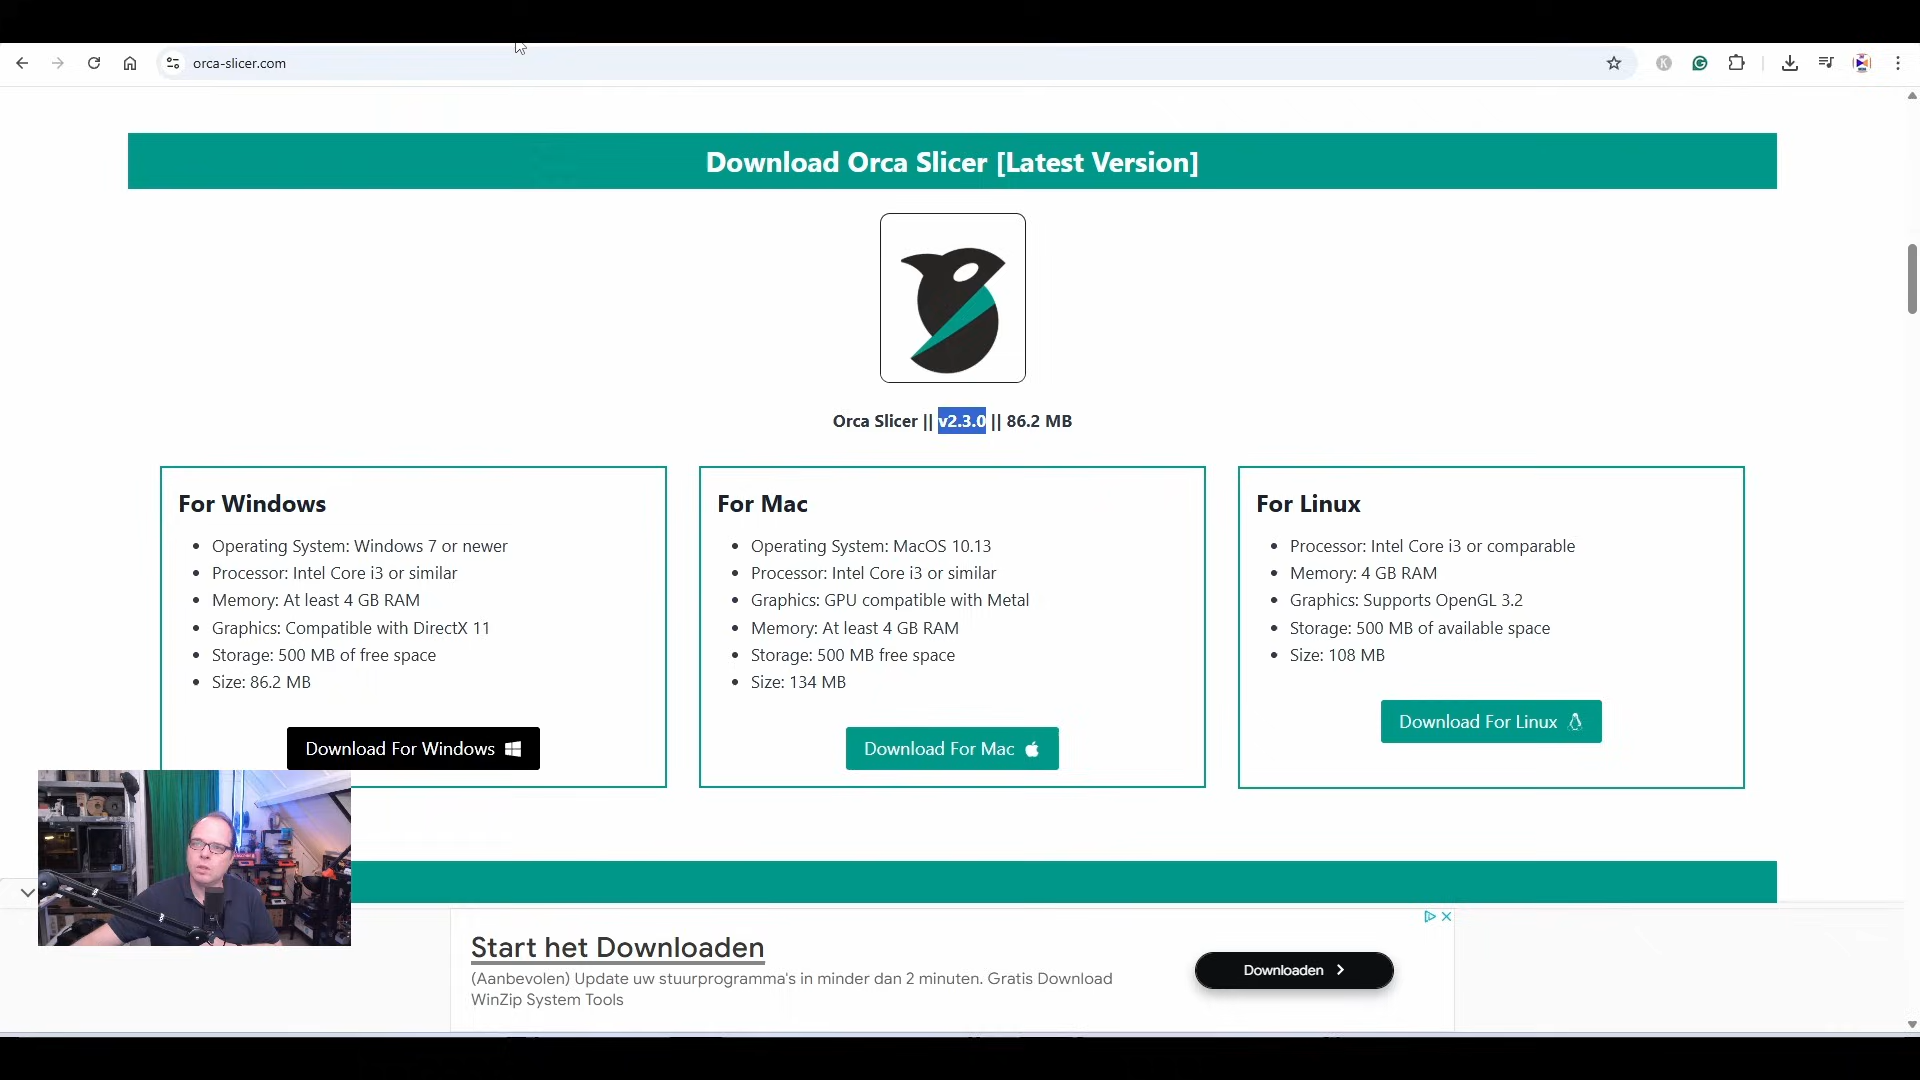 orca-slicer.com
K
G
Download Orca Slicer [Latest Version]
Orca Slicer || v2.3.0 || 86.2 MB
For Windows
Operating System: Windows 7 or newer
Processor: Intel Core i3 or similar
Memory: At least 4 GB RAM
Graphics: Compatible with DirectX 11
Storage: 500 MB of free space
Size: 86.2 MB
Download For Windows
For Mac
Operating System: MacOS 10.13
Processor: Intel Core i3 or similar
Graphics: GPU compatible with Metal
Memory: At least 4 GB RAM
Storage: 500 MB free space
Size: 134 MB
Download For Mac
For Linux
Processor: Intel Core i3 or comparable
Memory: 4 GB RAM
Graphics: Supports OpenGL 3.2
Storage: 500 MB of available space
Size: 108 MB
Download For Linux
Start het Downloaden
(Aanbevolen) Update uw stuurprogramma's in minder dan 2 minuten. Gratis Download
WinZip System Tools
Downloaden